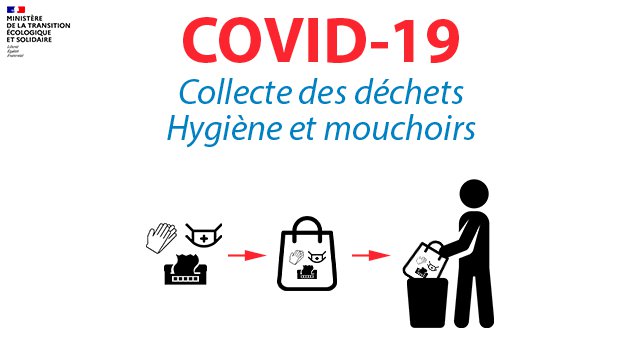 MINISTÈRE
DE LA TRANSITION
ÉCOLOGIQUE
ET SOLIDAIRE
Liberté
Égalité
Fraternité
COVID-19
Collecte des déchets
Hygiène et mouchoirs